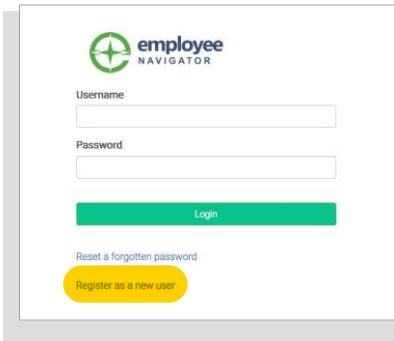 employee
NAVIGATOR
Username
Password
Login
Reset a forgotten password
Register as a new user